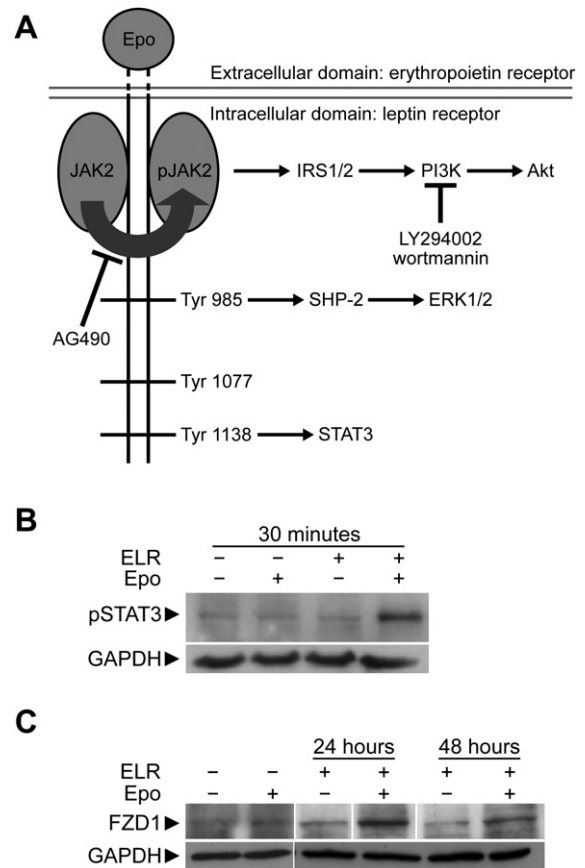 A
Epo
Extracellular domain: erythropoietin receptor
Intracellular domain: leptin receptor
JAK2 pJAK2 IRS1/2 PI3K Akt
LY294002
wortmannin
Tyr 985 SHP-2 ERK1/2
AG490
Tyr 1077
Tyr 1138 STAT3
B
30 minutes
ELR – – + +
Epo – + – +
pSTAT3
GAPDH
C
24 hours 48 hours
ELR – – + + + +
Epo – + – + – +
FZD1
GAPDH